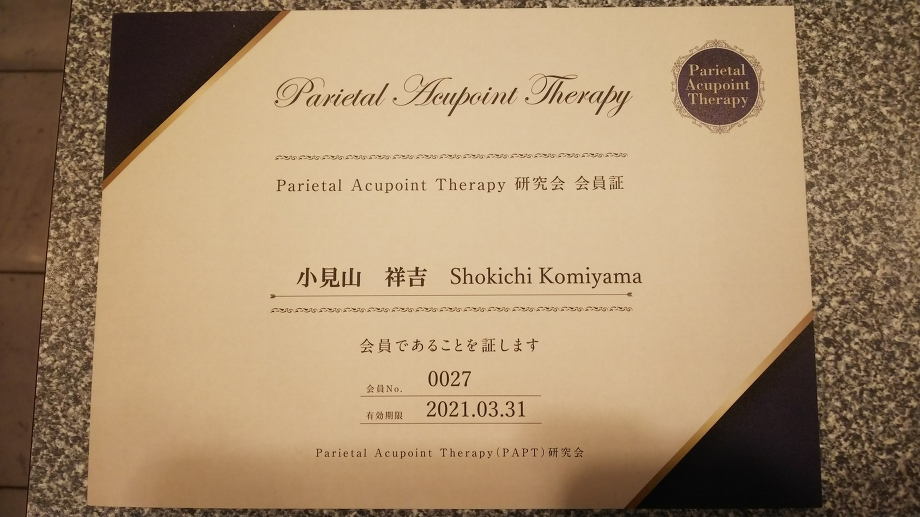 Parietal Acupoint Therapy
Parietal
Acupoint
Therapy
Parietal Acupoint Therapy 研究会 会員証
小見山 祥吉 Shokichi Komiyama
会員であることを証します
会員No. 0027
有効期限 2021.03.31
Parietal Acupoint Therapy(PAPT)研究会